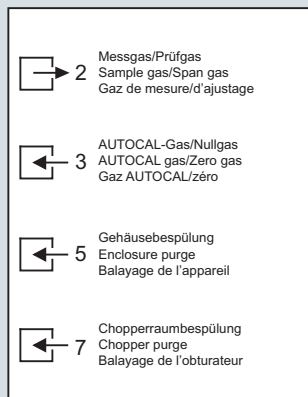 2
Messgas/Prüfgas
Sample gas/Span gas
Gaz de mesure/d'ajustage
3
AUTOCAL-Gas/Nullgas
AUTOCAL gas/Zero gas
Gaz AUTOCAL/zéro
5
Gehäusebespülung
Enclosure purge
Balayage de l'appareil
7
Chopperraumbespülung
Chopper purge
Balayage de l'obturateur